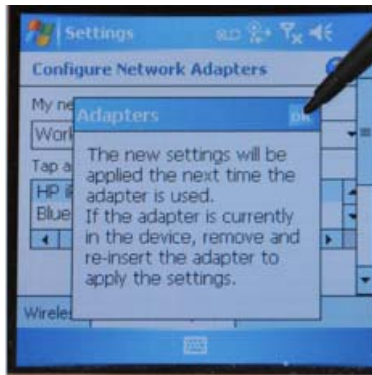 Settings
Configure Network Adapters
My ne
Work
Adapters
ok
Tap a
HP iP
Blue
The new settings will be
applied the next time the
adapter is used.
If the adapter is currently
in the device, remove and
re-insert the adapter to
apply the settings.
Wireles